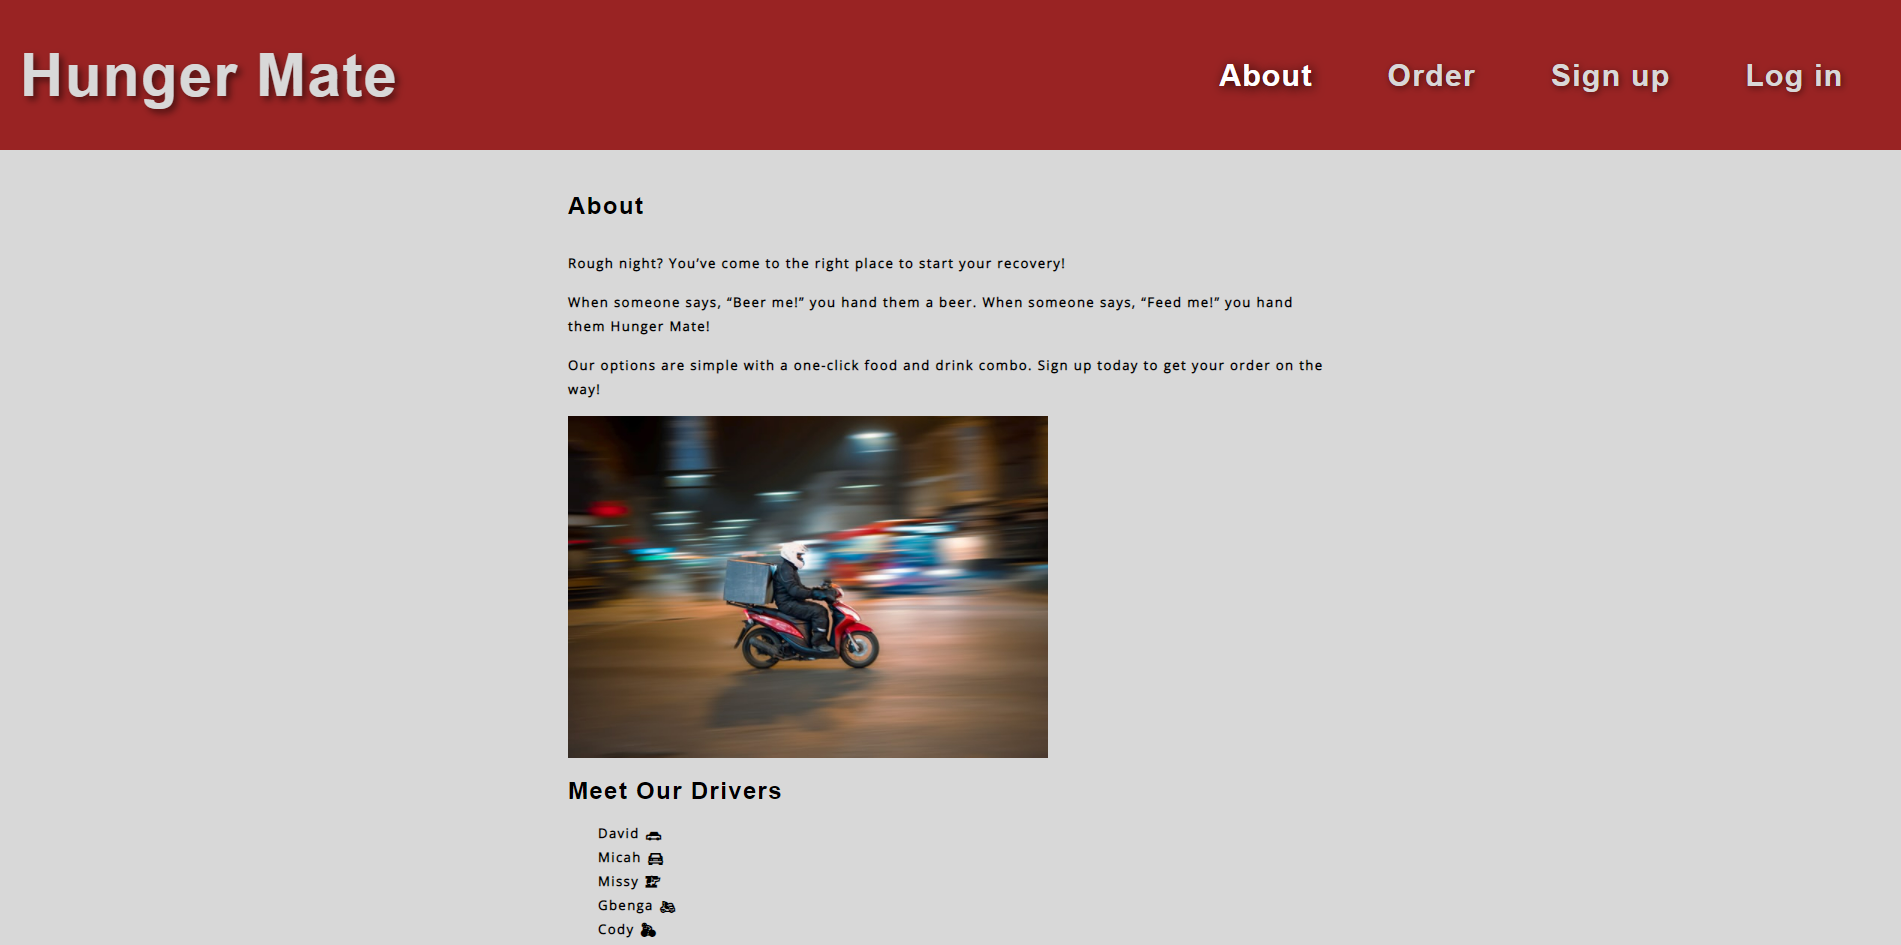 Hunger Mate
About
Order
Sign up
Log in
About
Rough night? You’ve come to the right place to start your recovery!
When someone says, “Beer me!” you hand them a beer. When someone says, “Feed me!” you hand
them Hunger Mate!
Our options are simple with a one-click food and drink combo. Sign up today to get your order on the
way!
Meet Our Drivers
David
Micah
Missy
Gbenga
Cody